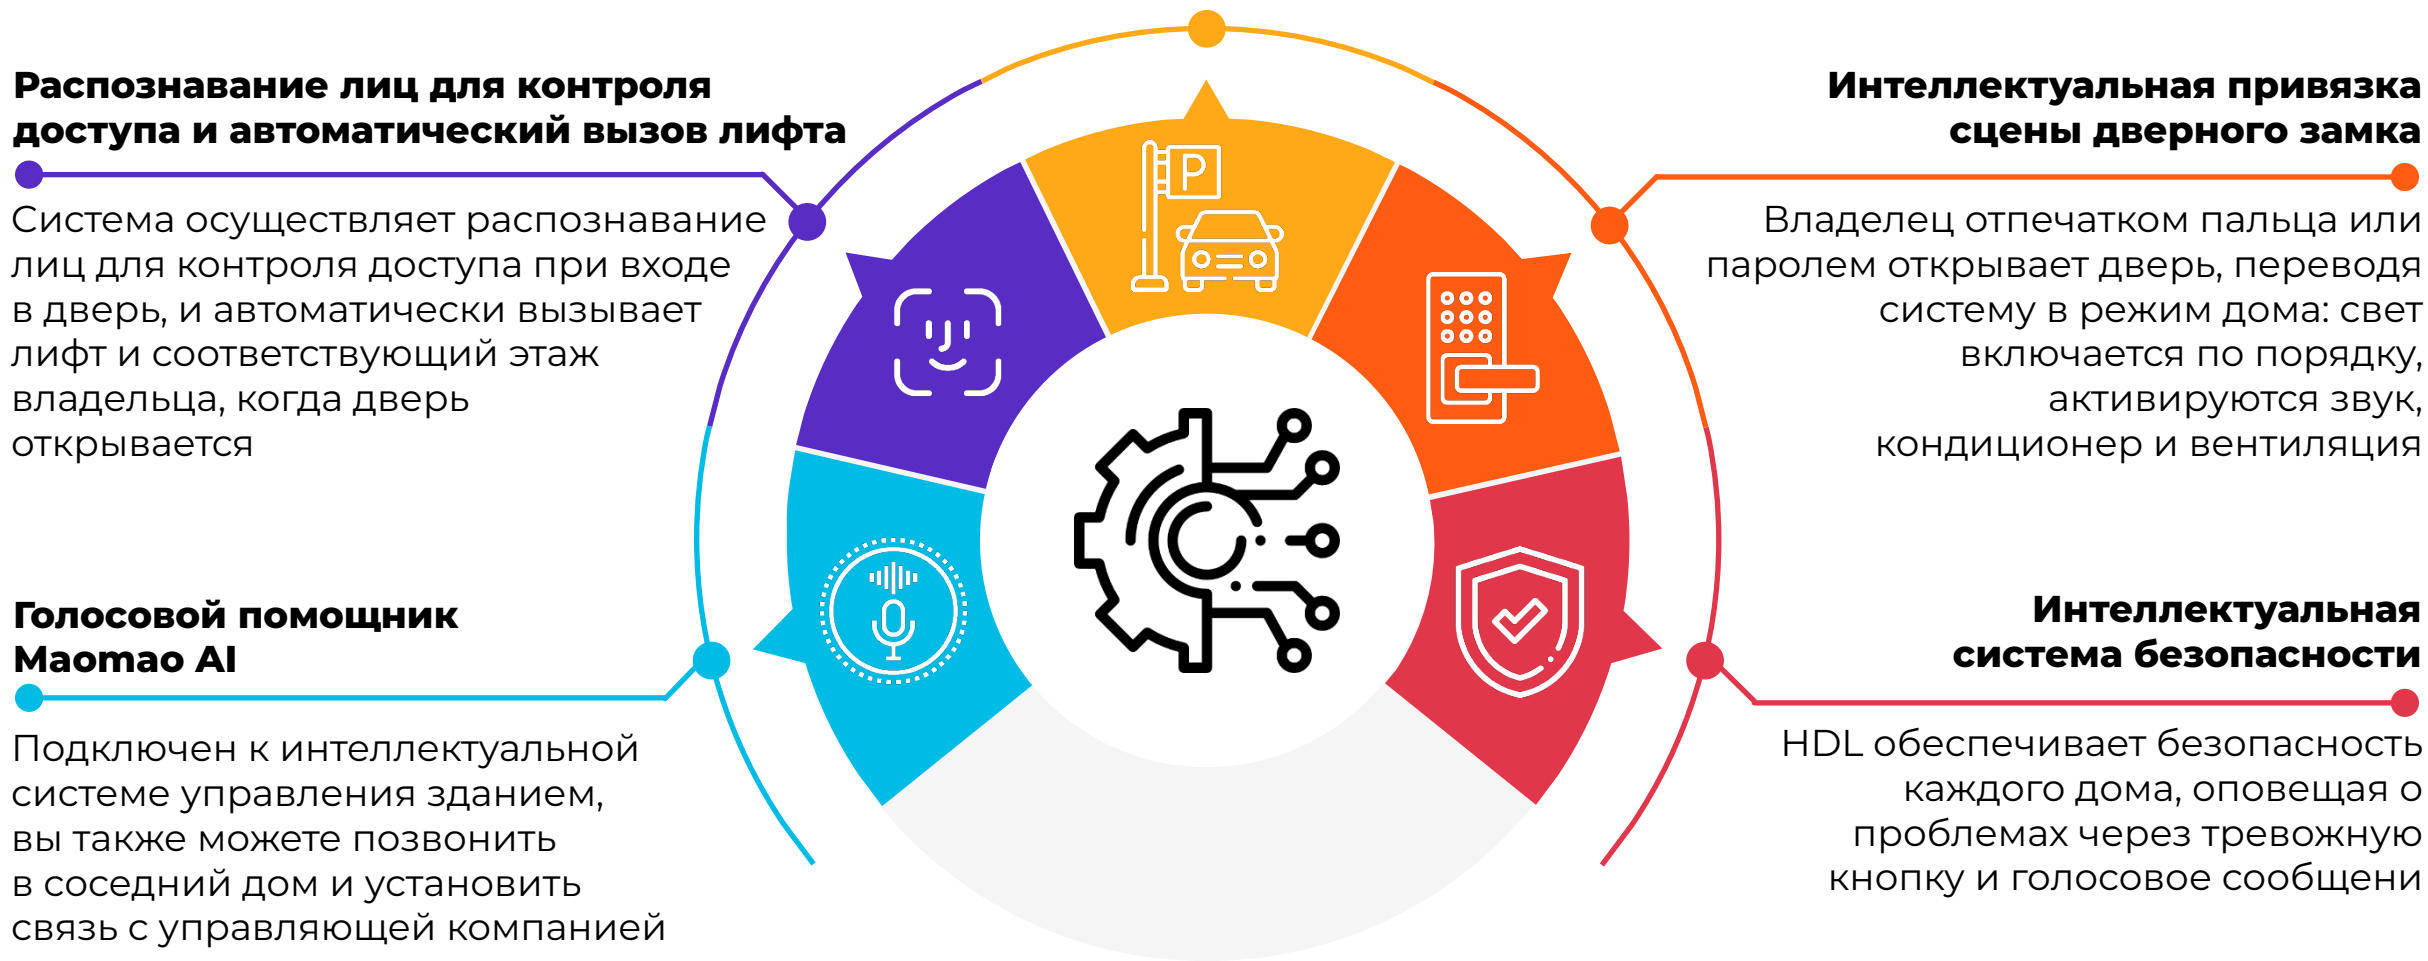 Распознавание лиц для контроля
доступа и автоматический вызов лифта
Система осуществляет распознавание
лиц для контроля доступа при входе
в дверь, и автоматически вызывает
лифт и соответствующий этаж
владельца, когда дверь
открывается
Голосовой помощник
Maomao AI
Подключен к интеллектуальной
системе управления зданием,
вы также можете позвонить
в соседний дом и установить
связь с управляющей компанией
P
Интеллектуальная привязка
сцены дверного замка
Владелец отпечатком пальца или
паролем открывает дверь, переводя
систему в режим дома: свет
включается по порядку,
активируются звук,
кондиционер и вентиляция
Интеллектуальная
система безопасности
HDL обеспечивает безопасность
каждого дома, оповещая о
проблемах через тревожную
кнопку и голосовое сообщени